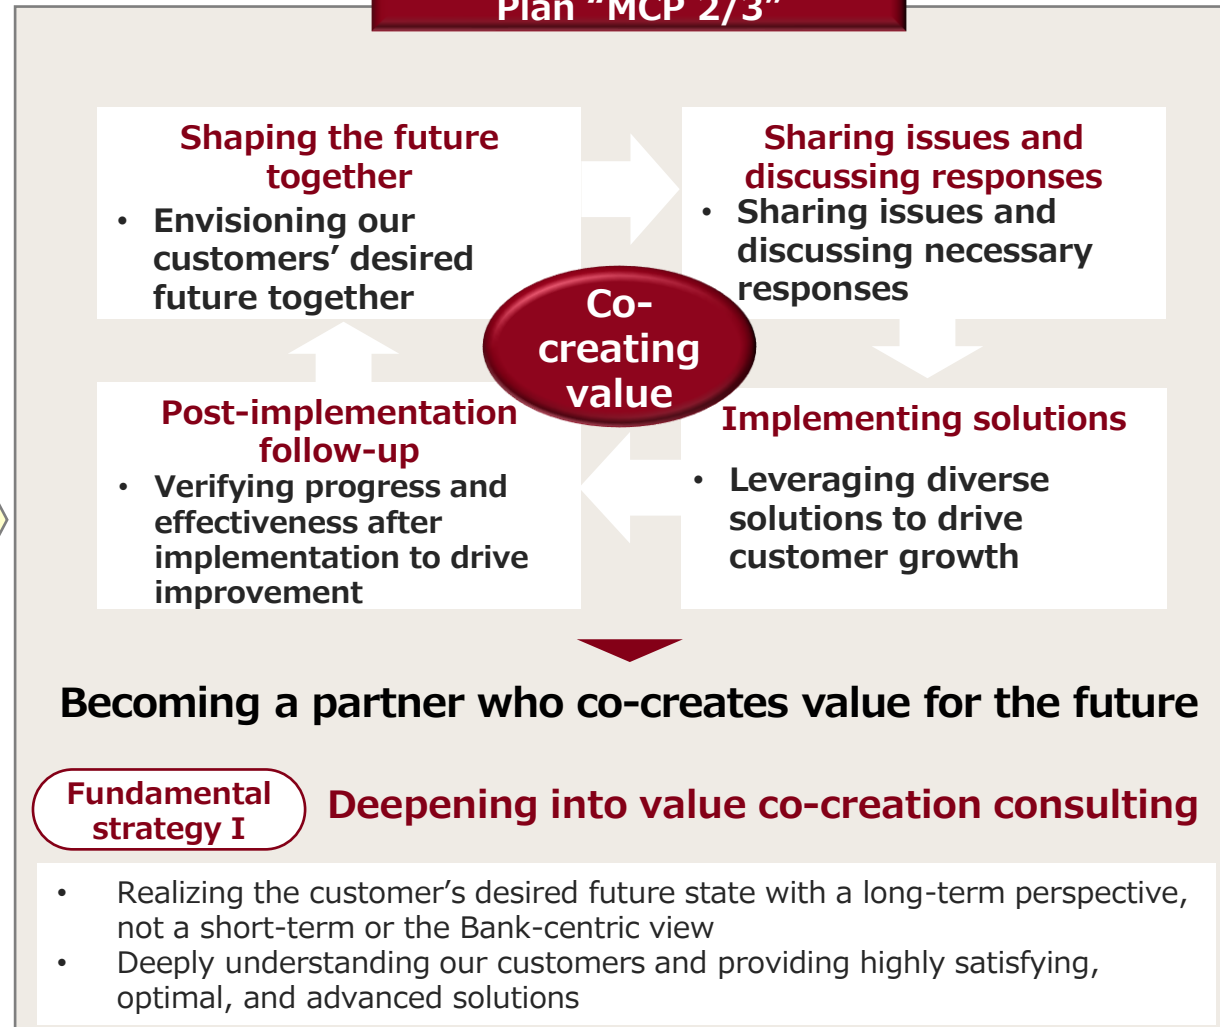 Plan “MCP 2/3”
Shaping the future
together
• Envisioning our
customers’ desired
future together
Sharing issues and
discussing responses
• Sharing issues and
discussing necessary
responses
Co-
creating
value
Post-implementation
follow-up
• Verifying progress and
effectiveness after
implementation to drive
improvement
Implementing solutions
• Leveraging diverse
solutions to drive
customer growth
Becoming a partner who co-creates value for the future
Fundamental
strategy I
Deepening into value co-creation consulting
• Realizing the customer’s desired future state with a long-term perspective,
not a short-term or the Bank-centric view
• Deeply understanding our customers and providing highly satisfying,
optimal, and advanced solutions